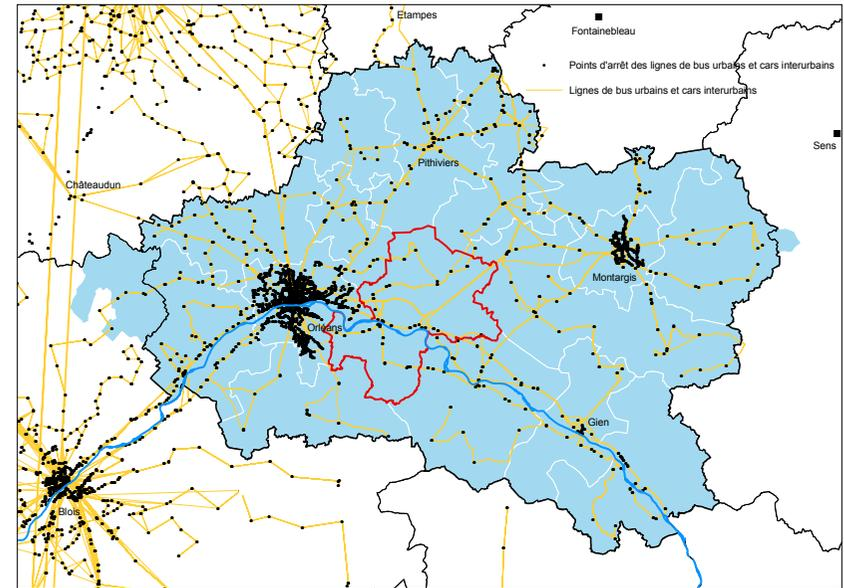 Etampes
Fontainebleau
Points d'arrêt des lignes de bus urbains et cars interurbains
Lignes de bus urbains et cars interurbains
Sens
Pithiviers
Châteaudun
Montargis
Orléans
Gien
Blois